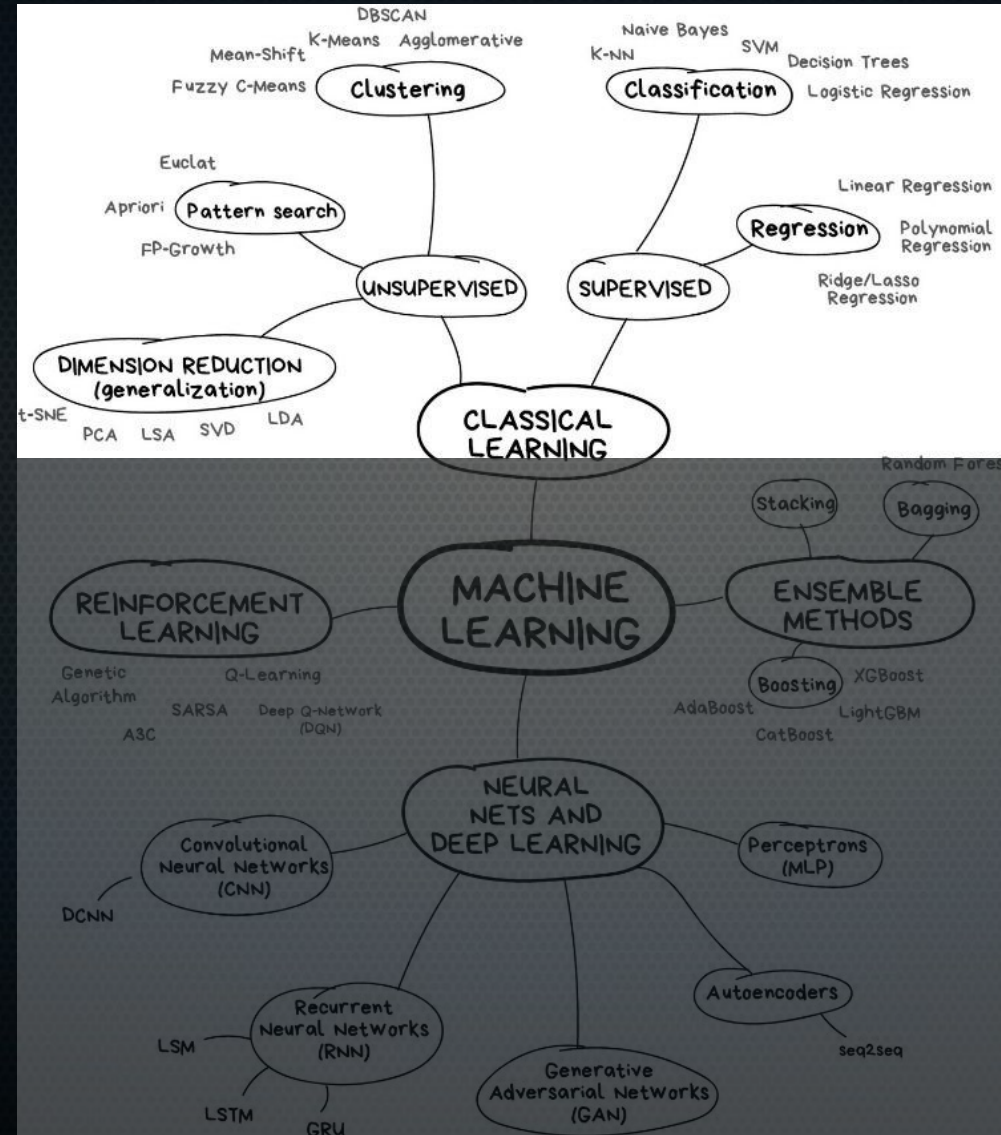 DBSCAN
K-Means
Agglomerative
Mean-Shift
Fuzzy C-Means
Clustering
Naive Bayes
K-NN
SVM
Decision Trees
Classification
Logistic Regression
Euclat
Apriori
Pattern search
FP-Growth
Linear Regression
Regression
Polynomial
Regression
Ridge/Lasso
Regression
UNSUPERVISED
SUPERVISED
DIMENSION REDUCTION
(generalization)
t-SNE
PCA
LSA
SVD
LDA
CLASSICAL
LEARNING
Random Fores
Stacking
Bagging
MACHINE
LEARNING
REINFORCEMENT
LEARNING
ENSEMBLE
METHODS
Genetic
Algorithm
Q-Learning
SARSA
Deep Q-Network
(DQN)
A3C
Boosting
XGBoost
AdaBoost
LightGBM
CatBoost
NEURAL
NETS AND
DEEP LEARNING
Convolutional
Neural Networks
(CNN)
Perceptrons
(MLP)
DCNN
Autoencoders
seq2seq
Recurrent
Neural Networks
(RNN)
LSM
LSTM
GRU
Generative
Adversarial Networks
(GAN)